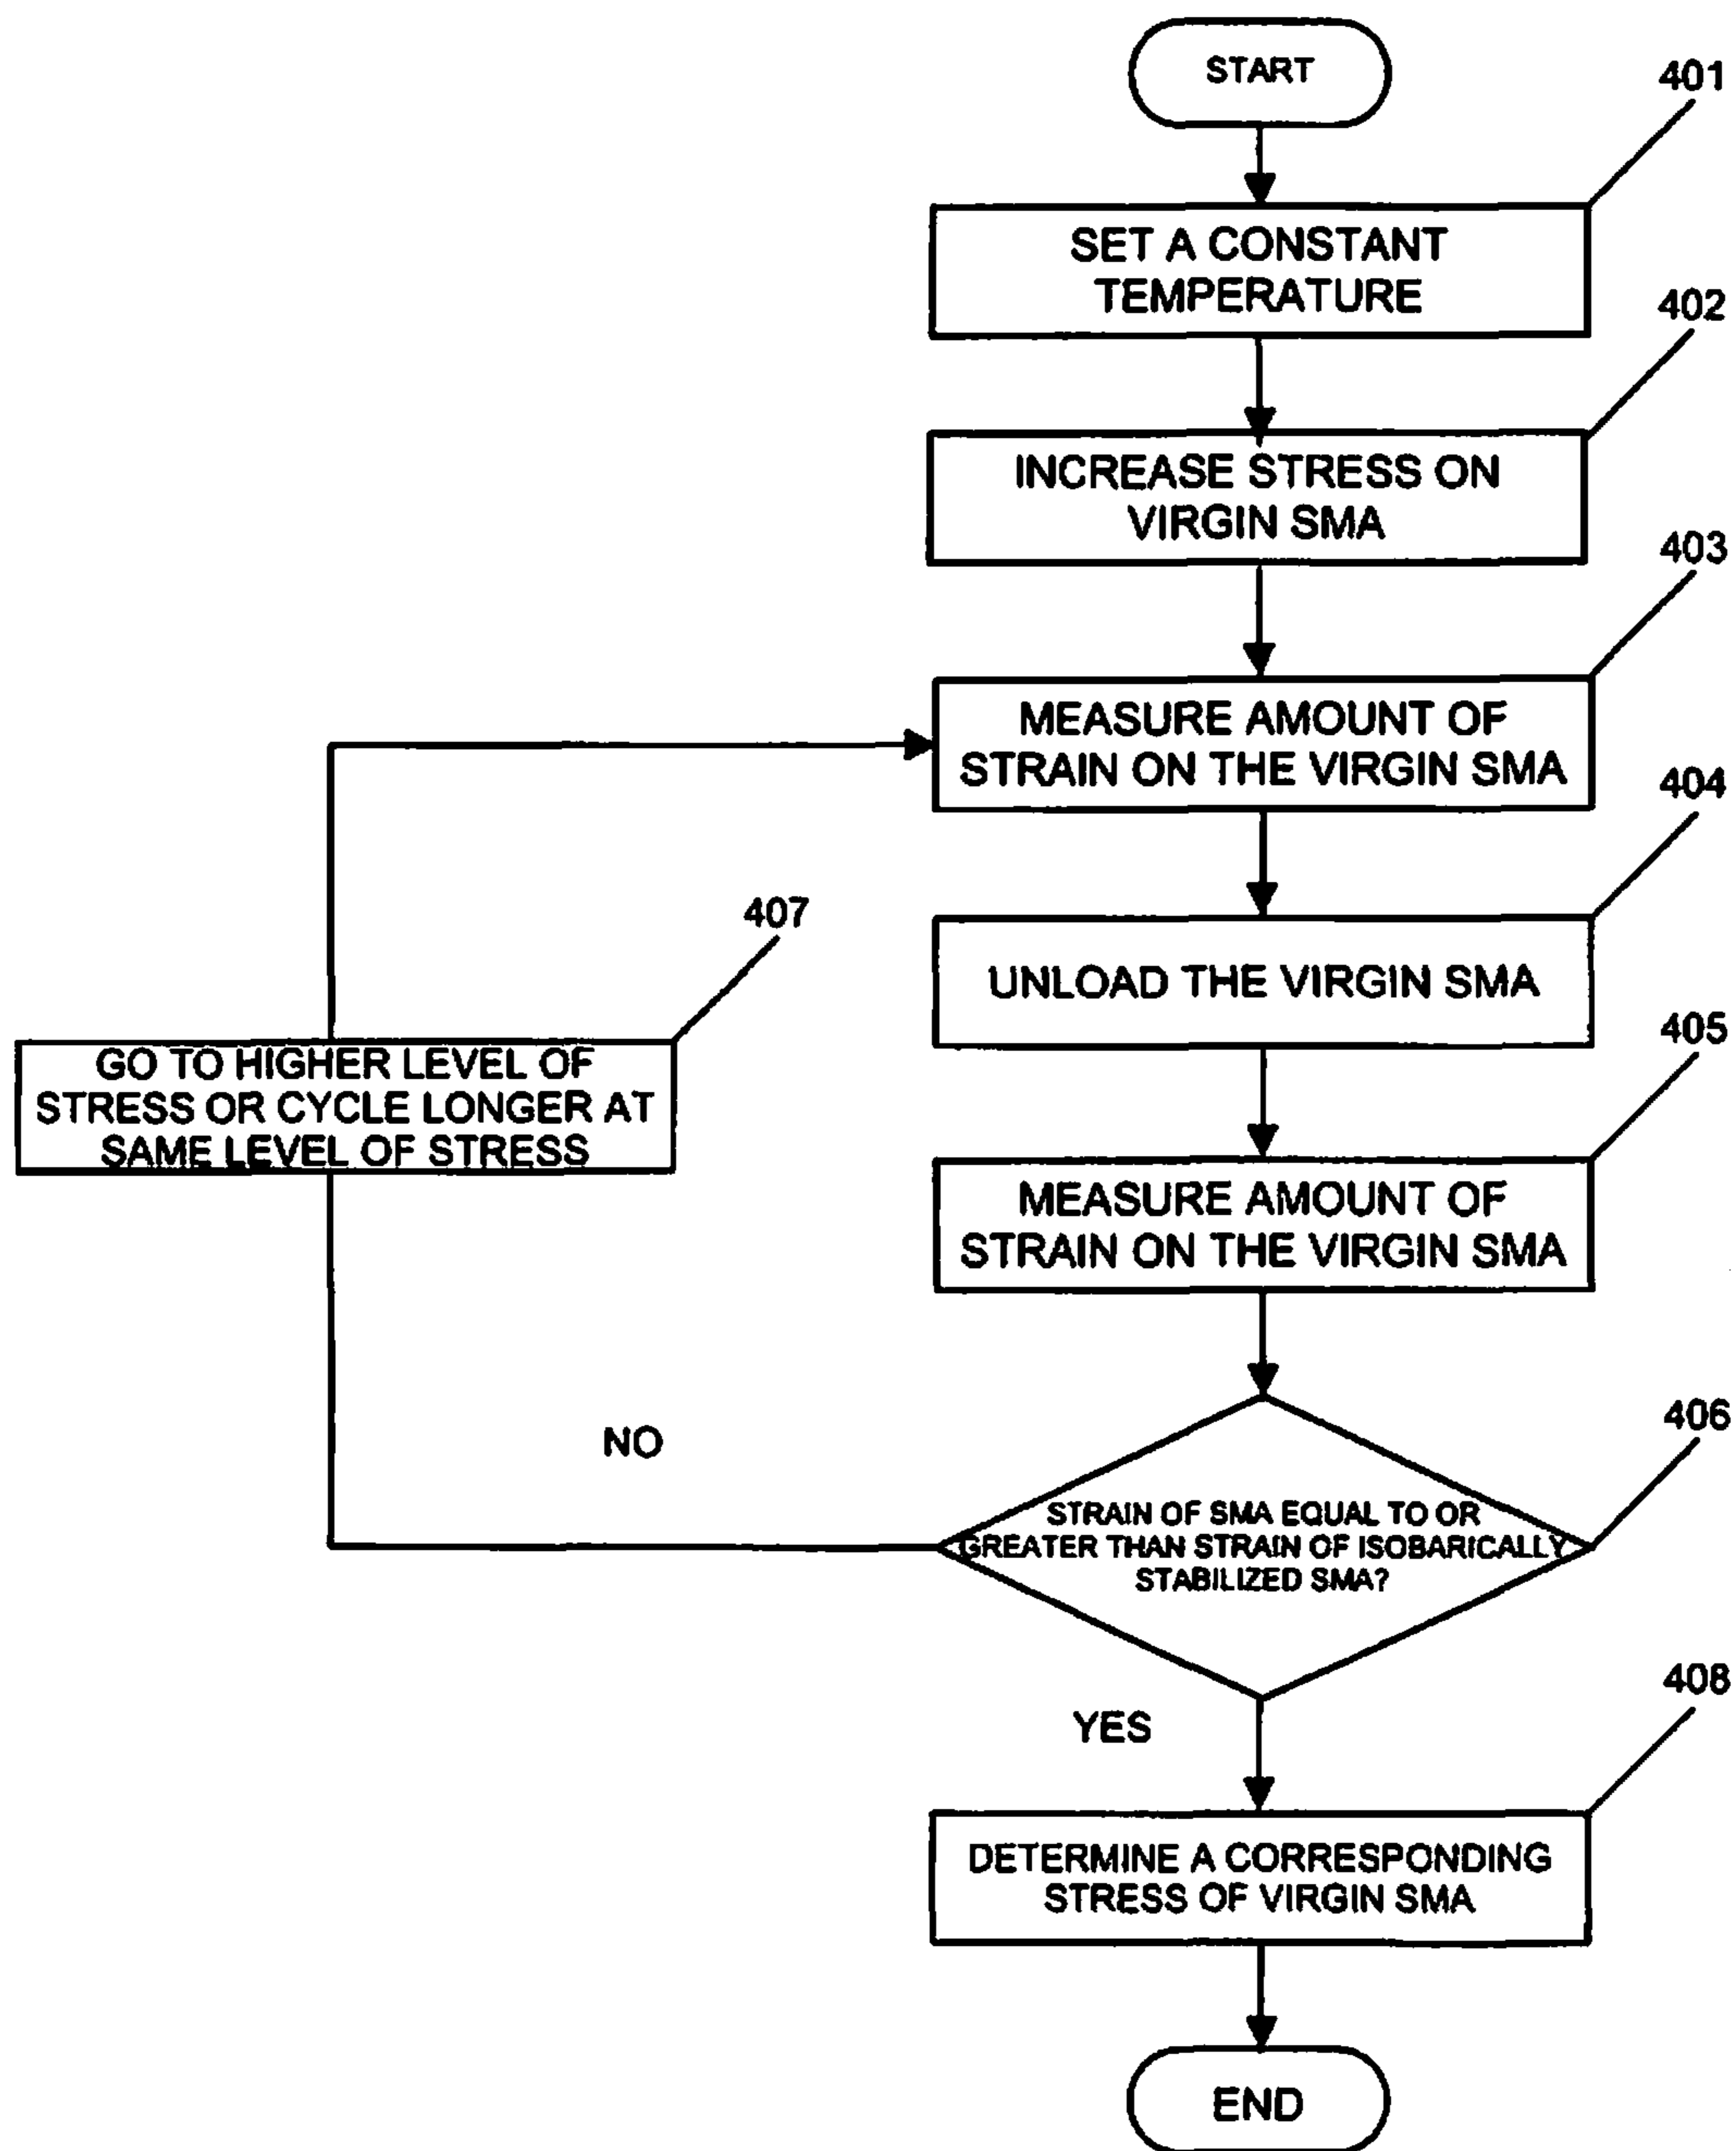 START
401
SET A CONSTANT
TEMPERATURE
402
INCREASE STRESS ON
VIRGIN SMA
403
MEASURE AMOUNT OF
STRAIN ON THE VIRGIN SMA
404
UNLOAD THE VIRGIN SMA
405
MEASURE AMOUNT OF
STRAIN ON THE VIRGIN SMA
406
STRAIN OF SMA EQUAL TO OR
GREATER THAN STRAIN OF ISOBARICALLY
STABILIZED SMA?
NO
407
GO TO HIGHER LEVEL OF
STRESS OR CYCLE LONGER AT
SAME LEVEL OF STRESS
YES
408
DETERMINE A CORRESPONDING
STRESS OF VIRGIN SMA
END